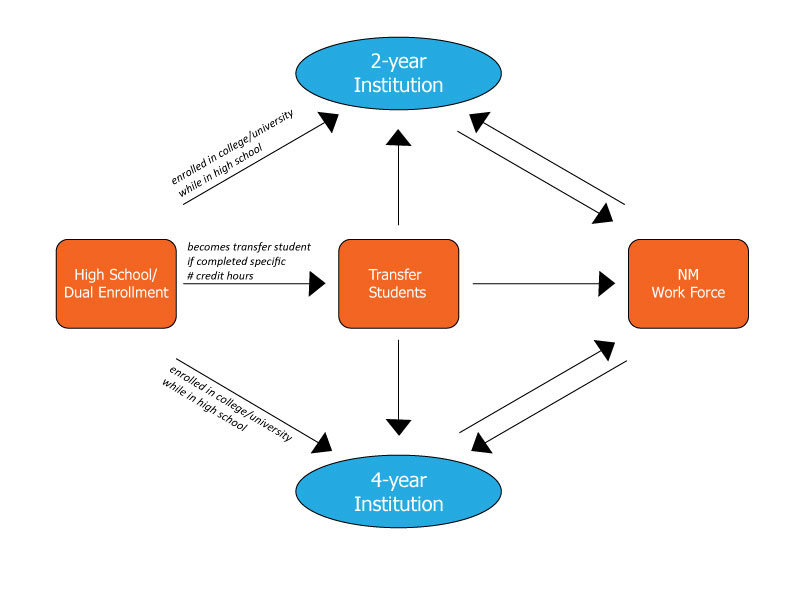 2-year
Institution
enrolled in college/university
while in high school
becomes transfer student
if completed specific
# credit hours
High School/
Dual Enrollment
Transfer
Students
NM
Work Force
enrolled in college/university
while in high school
4-year
Institution